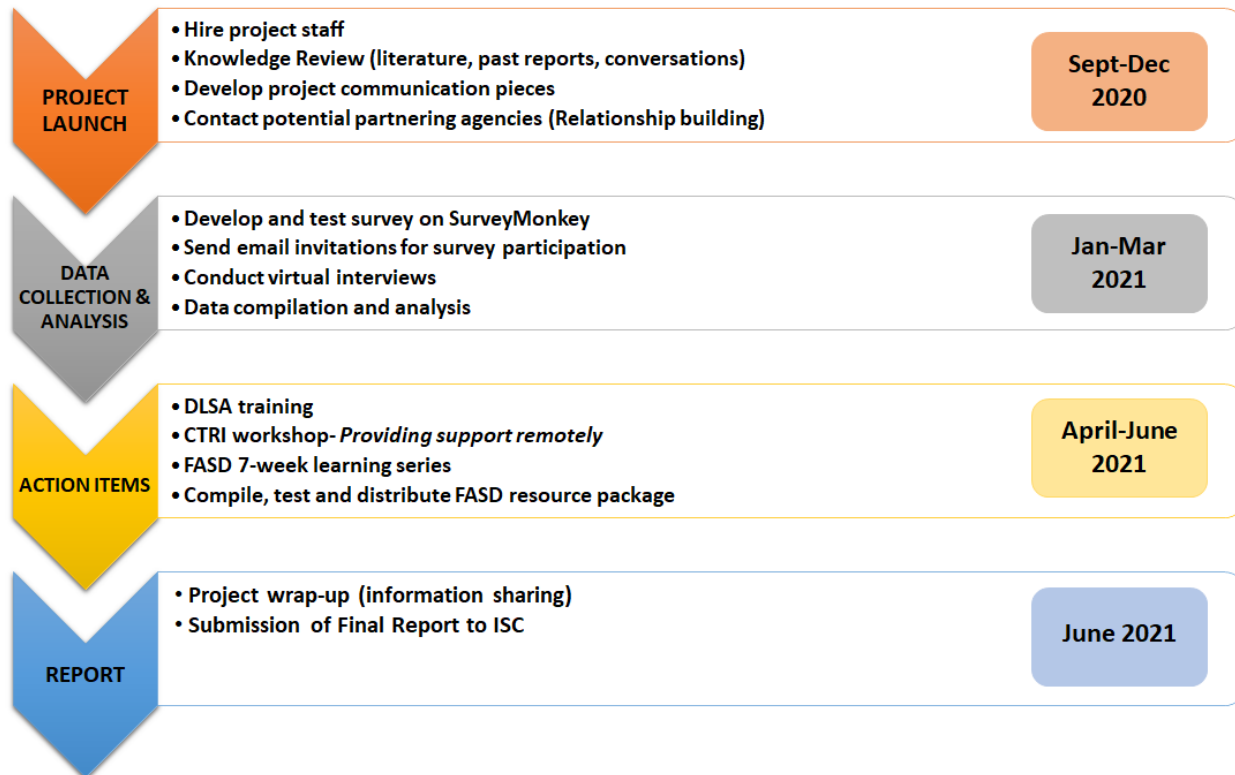 PROJECT
LAUNCH
• Hire project staff
• Knowledge Review (literature, past reports, conversations)
• Develop project communication pieces
• Contact potential partnering agencies (Relationship building)
Sept-Dec
2020
DATA
COLLECTION &
ANALYSIS
• Develop and test survey on SurveyMonkey
• Send email invitations for survey participation
• Conduct virtual interviews
• Data compilation and analysis
Jan-Mar
2021
ACTION ITEMS
• DLSA training
• CTRI workshop- Providing support remotely
• FASD 7-week learning series
• Compile, test and distribute FASD resource package
April-June
2021
REPORT
• Project wrap-up (information sharing)
• Submission of Final Report to ISC
June 2021